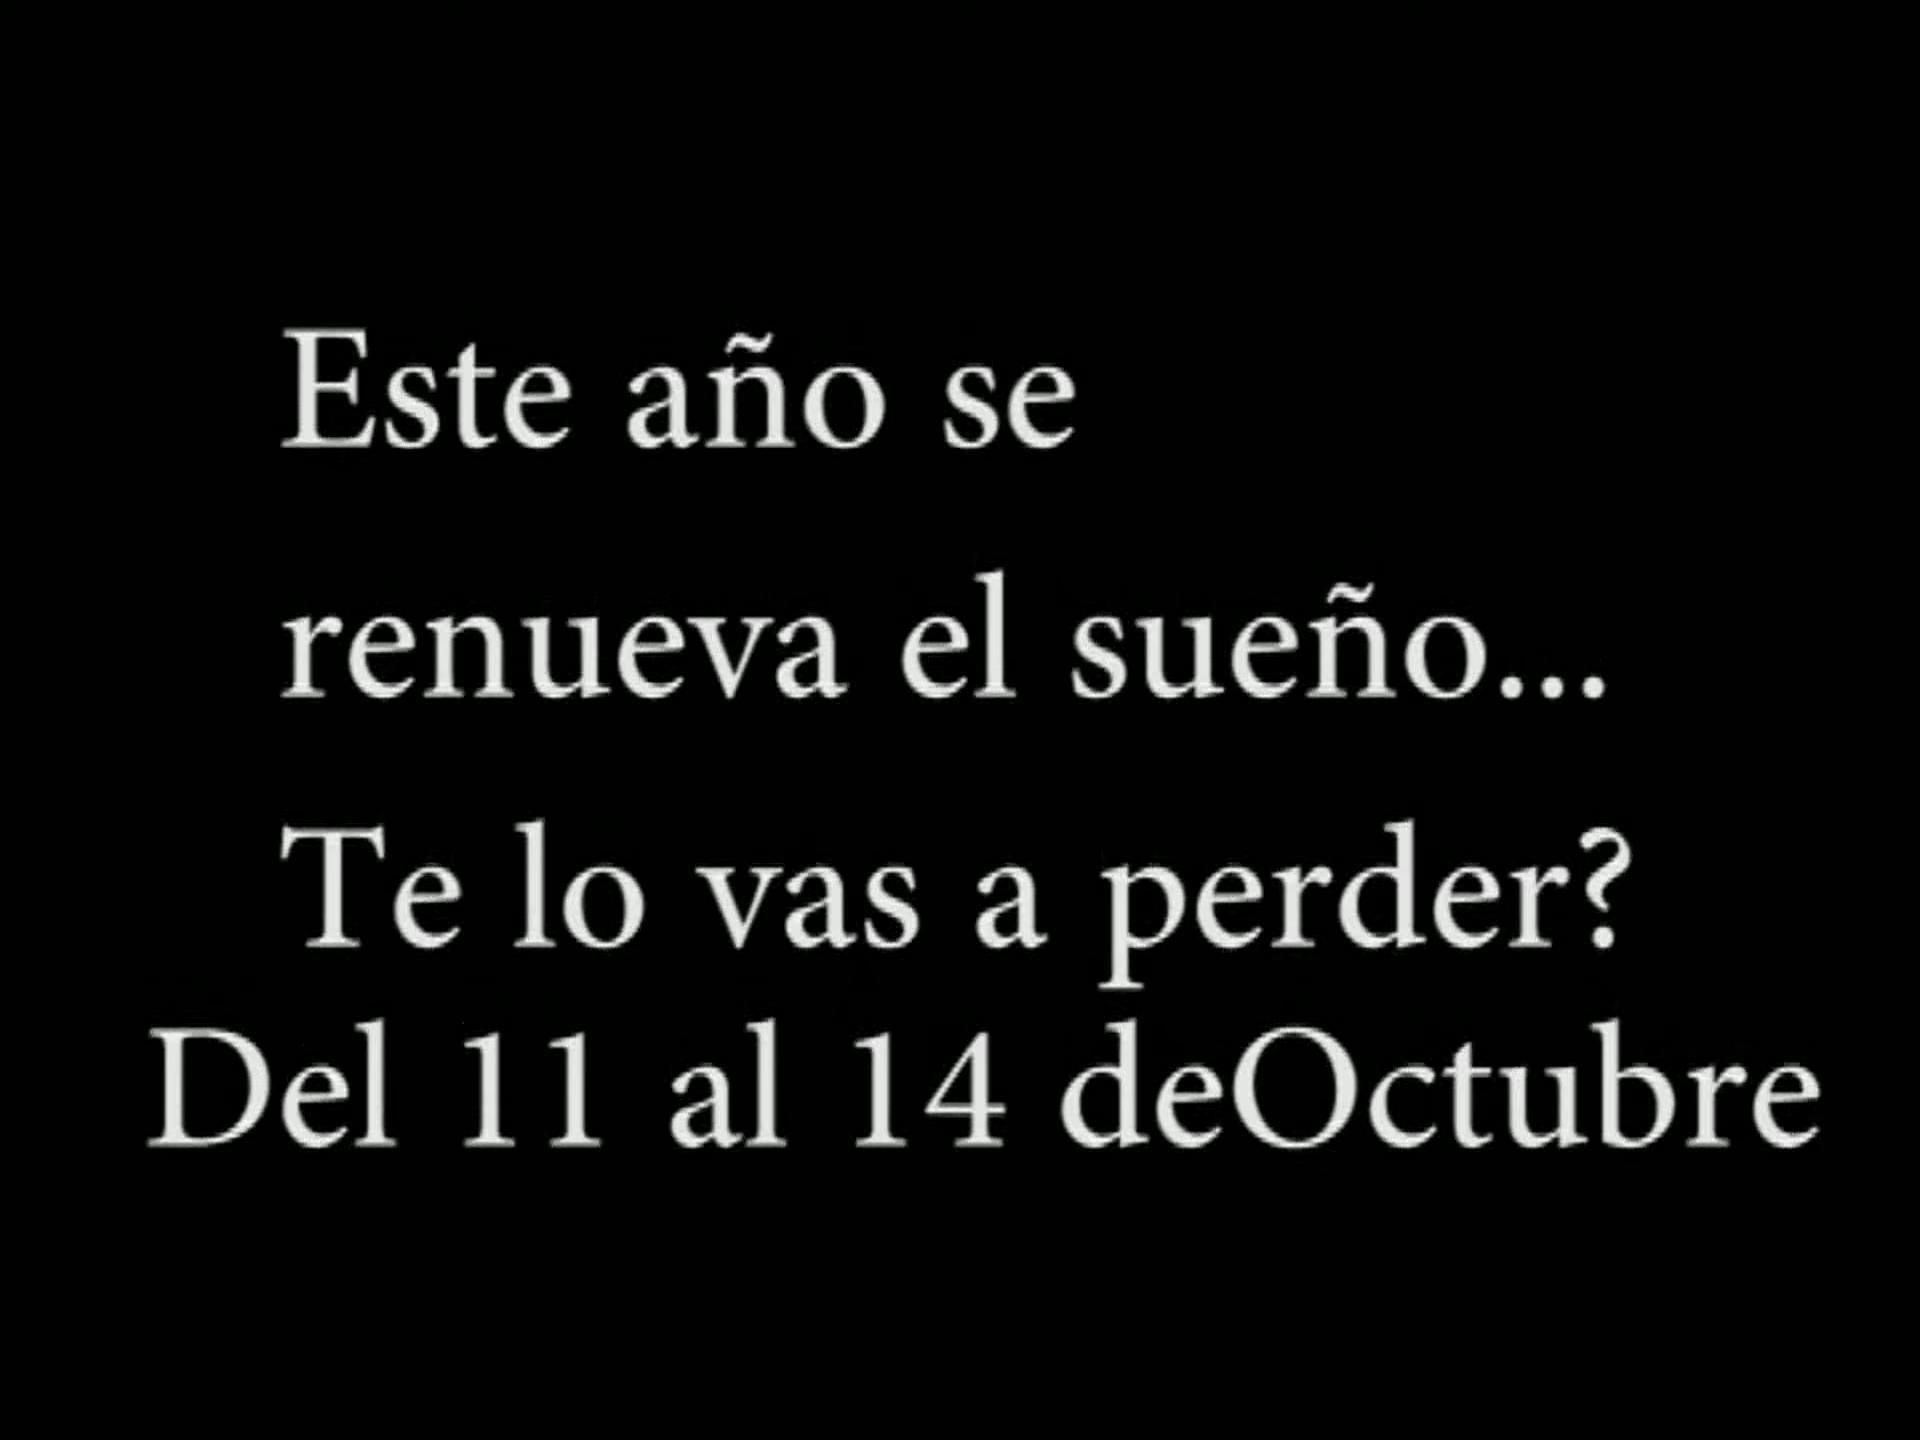 Este año se
renueva el sueño...
Te lo vas a perder?
Del 11 al 14 deOctubre